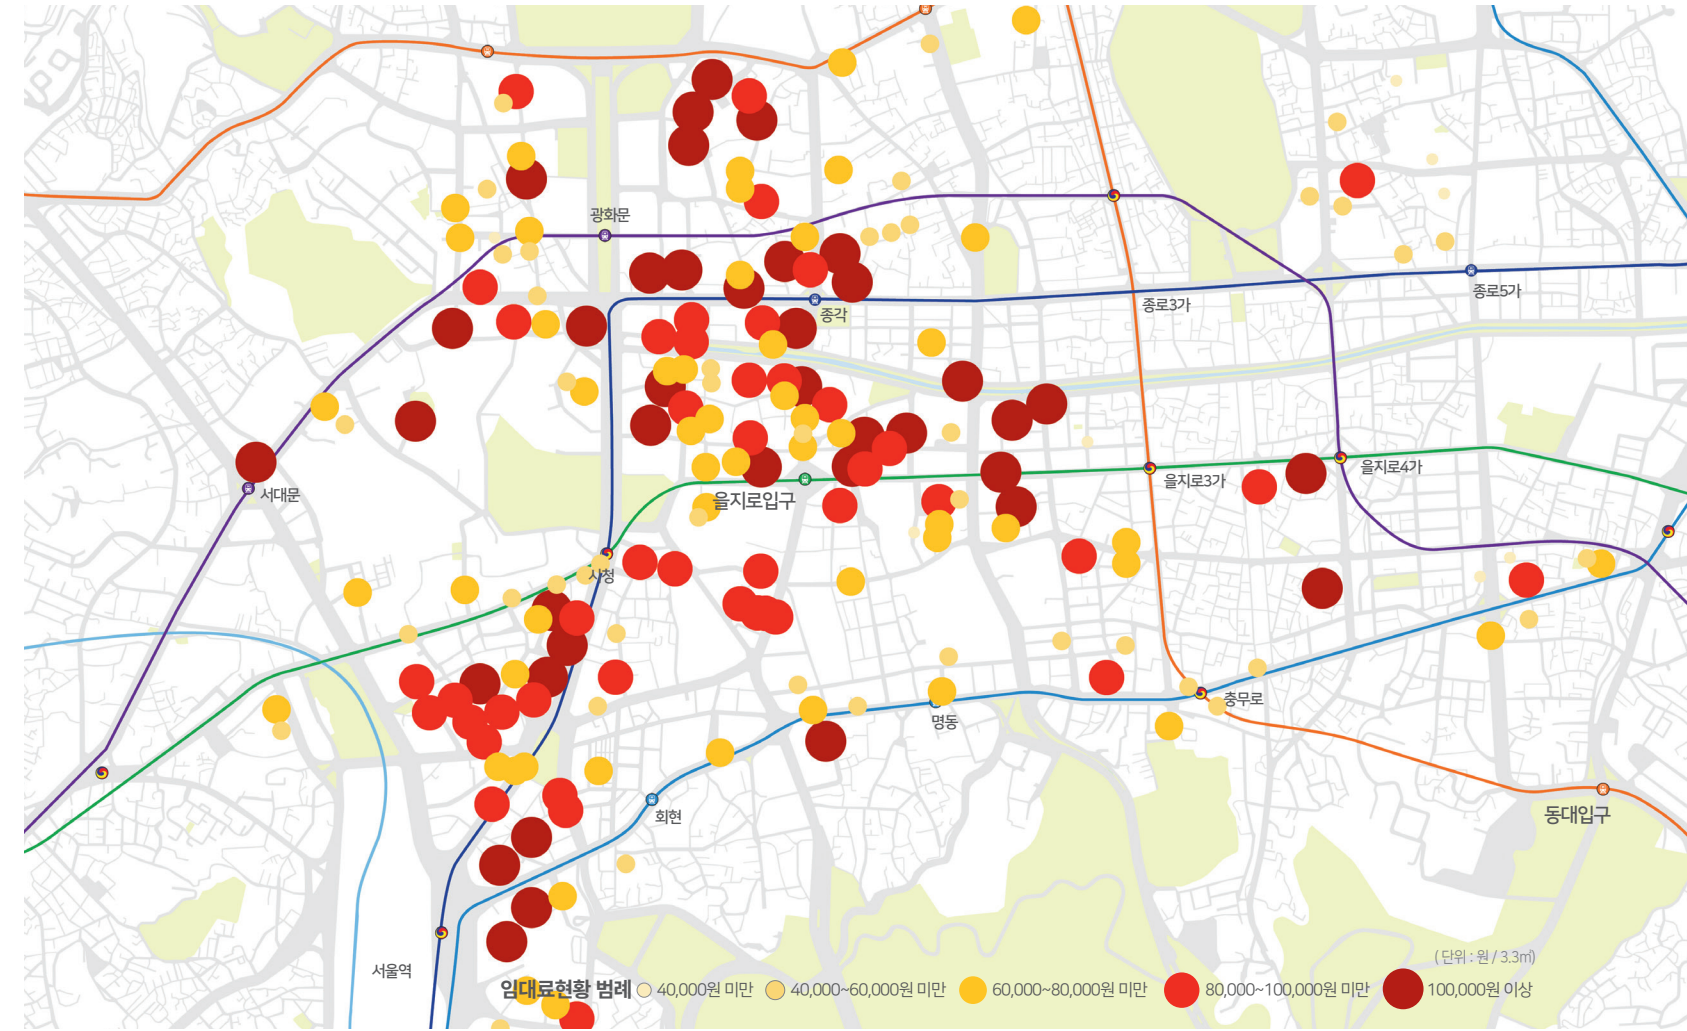 광화문
종로5가
종로3가
종각
을지로4가
을지로3가
서대문
을지로입구
시청
충무로
명동
회현
동대입구
(단위 : 원 / 3.3㎡)
서울역
임대료현황 범례 40,000원 미만 40,000~60,000원 미만 60,000~80,000원 미만 80,000~100,000원 미만 100,000원 이상